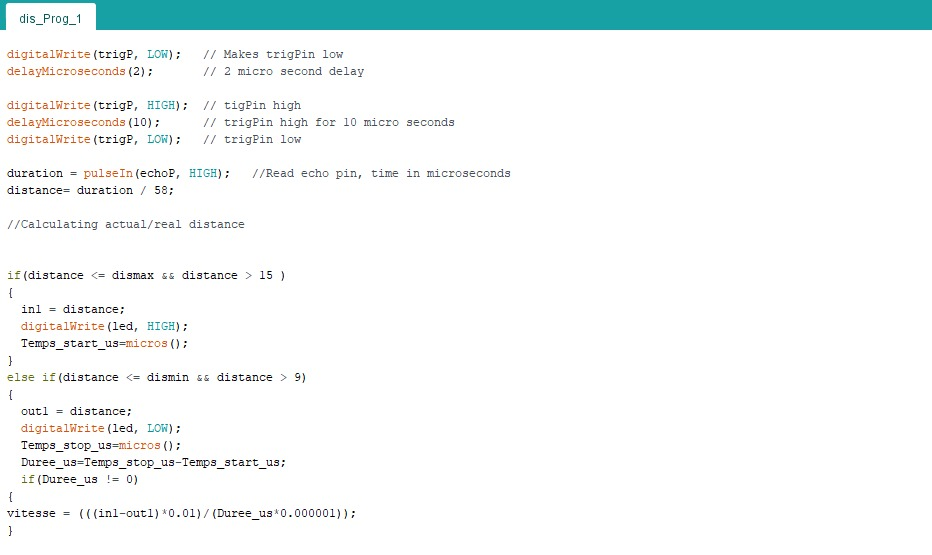 dis_Prog_1
digitalWrite(trigP, LOW);   // Makes trigPin low
delayMicroseconds(2);       // 2 micro second delay
digitalWrite(trigP, HIGH);  // tigPin high
delayMicroseconds(10);      // trigPin high for 10 micro seconds
digitalWrite(trigP, LOW);   // trigPin low
duration = pulseIn(echoP, HIGH);   //Read echo pin, time in microseconds
distance= duration / 58;
//Calculating actual/real distance
if(distance <= dismax && distance > 15 )
{
  in1 = distance;
  digitalWrite(led, HIGH);
  Temps_start_us=micros();
}
else if(distance <= dismin && distance > 9)
{
  out1 = distance;
  digitalWrite(led, LOW);
  Temps_stop_us=micros();
  Duree_us=Temps_stop_us-Temps_start_us;
  if(Duree_us != 0)
{
vitesse = (((in1-out1)*0.01)/(Duree_us*0.000001));
}